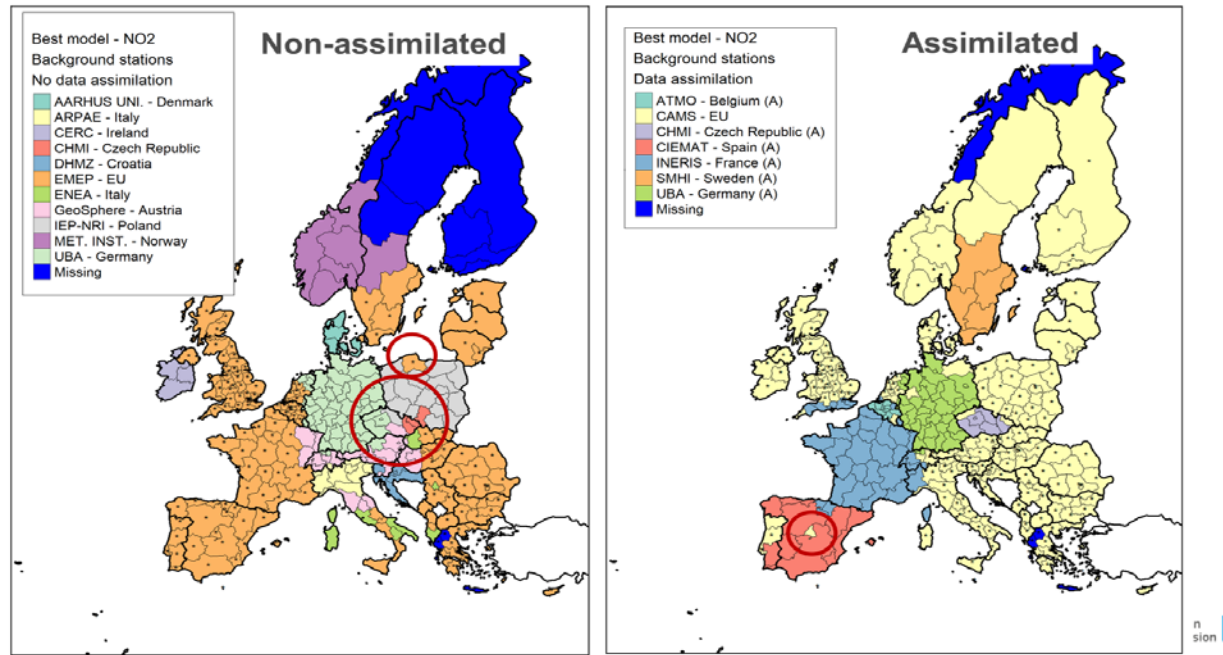 Best model - NO2
Non-assimilated
Background stations
No data assimilation
AARHUS UNI. - Denmark
ARPAE - Italy
CERC - Ireland
CHMI - Czech Republic
DHMZ - Croatia
EMEP - EU
ENEA - Italy
GeoSphere - Austria
IEP-NRI - Poland
MET. INST. - Norway
UBA - Germany
Missing
Best model - NO2
Assimilated
Background stations
Data assimilation
ATMO - Belgium (A)
CAMS - EU
CHMI - Czech Republic (A)
CIEMAT - Spain (A)
INERIS - France (A)
SMHI - Sweden (A)
UBA - Germany (A)
Missing
n
sion